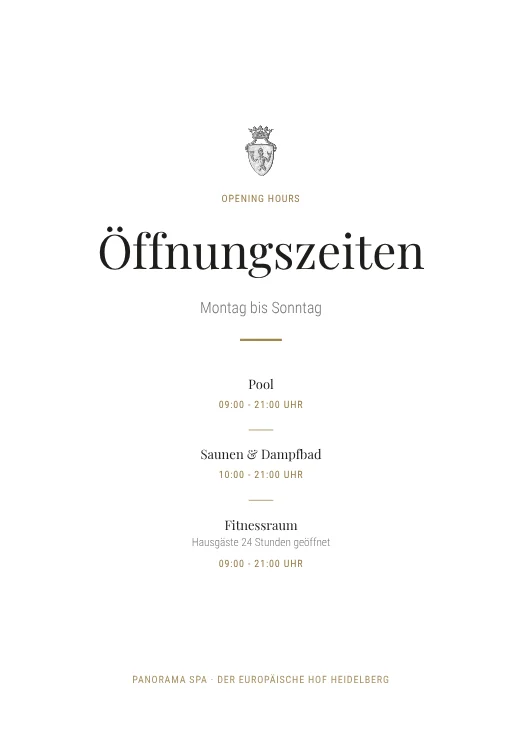 OPENING HOURS
Öffnungszeiten
Montag bis Sonntag
Pool
09:00 - 21:00 UHR
Saunen & Dampfbad
10:00 - 21:00 UHR
Fitnessraum
Hausgäste 24 Stunden geöffnet
09:00 - 21:00 UHR
PANORAMA SPA · DER EUROPÄISCHE HOF HEIDELBERG